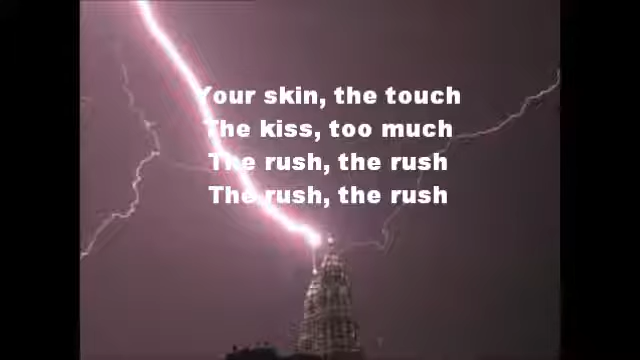 Your skin, the touch
The kiss, too much
The rush, the rush
The rush, the rush